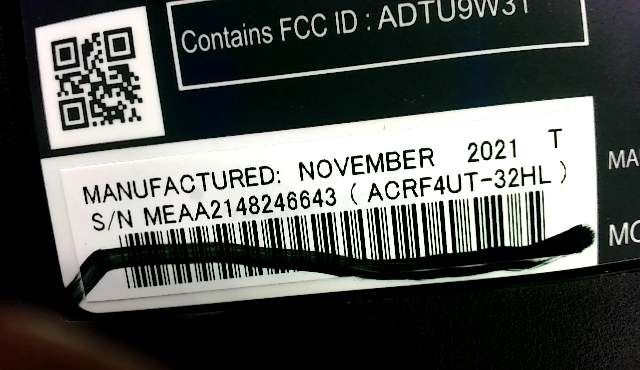 Contains FCC ID : ADTU9W31
MANUFACTURED: NOVEMBER 2021 T
S/N MEAA2148246643 ( ACRF4UT-32HL )